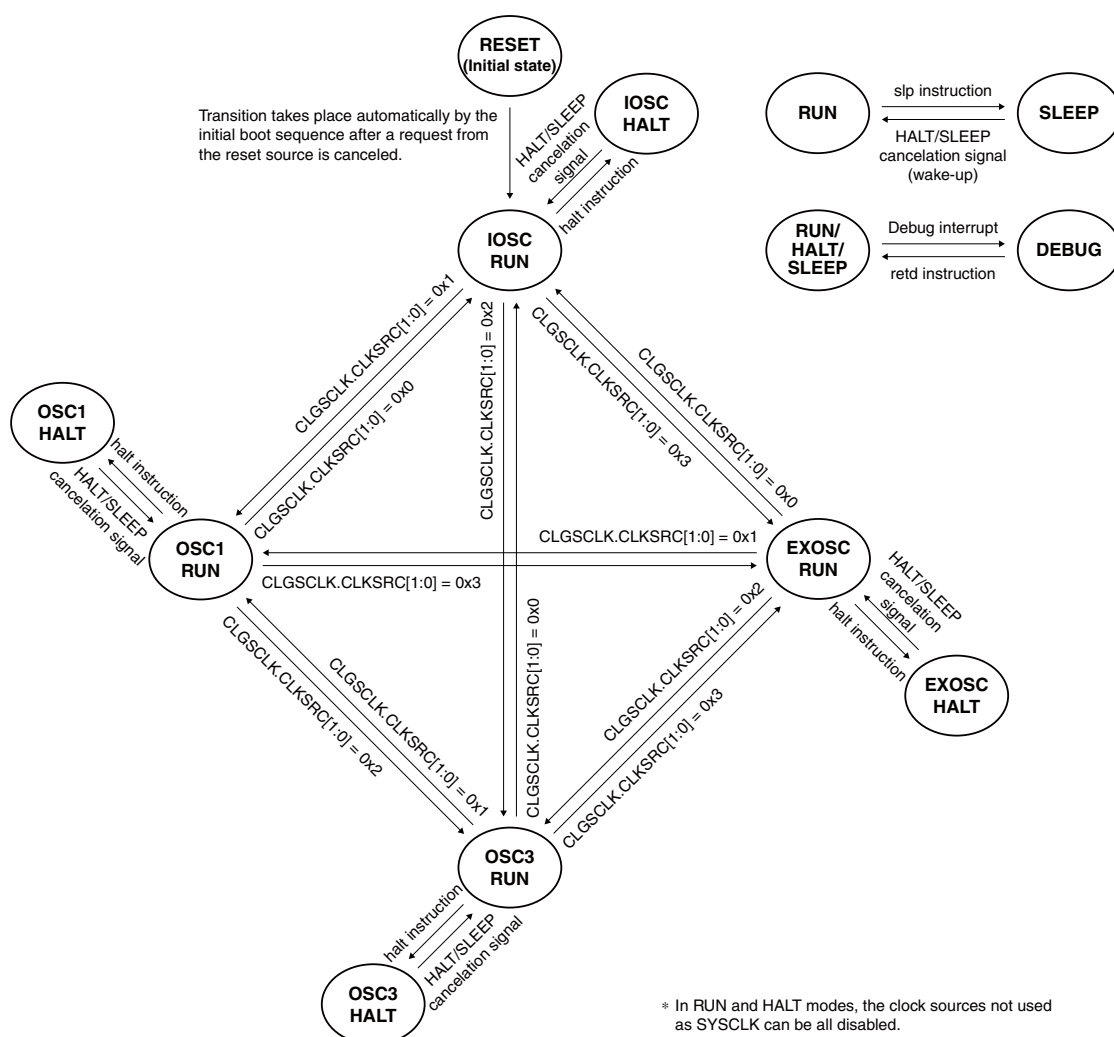 RESET
(Initial state)
Transition takes place automatically by the
initial boot sequence after a request from
the reset source is canceled.
IOSC
HALT
HALT/SLEEP
cancelation
signal
halt instruction
IOSC
RUN
RUN
slp instruction
HALT/SLEEP
cancelation signal
(wake-up)
SLEEP
RUN/
HALT/
SLEEP
Debug interrupt
retd instruction
DEBUG
CLGSCLK.CLKSRC[1:0] = 0x1
CLGSCLK.CLKSRC[1:0] = 0x0
CLGSCLK.CLKSRC[1:0] = 0x2
CLGSCLK.CLKSRC[1:0] = 0x0
CLGSCLK.CLKSRC[1:0] = 0x3
CLGSCLK.CLKSRC[1:0] = 0x0
OSC1
HALT
halt instruction
HALT/SLEEP
cancelation signal
OSC1
RUN
CLGSCLK.CLKSRC[1:0] = 0x1
CLGSCLK.CLKSRC[1:0] = 0x3
EXOSC
RUN
HALT/SLEEP
cancelation
signal
halt instruction
EXOSC
HALT
CLGSCLK.CLKSRC[1:0] = 0x2
CLGSCLK.CLKSRC[1:0] = 0x1
CLGSCLK.CLKSRC[1:0] = 0x2
CLGSCLK.CLKSRC[1:0] = 0x3
OSC3
RUN
halt instruction
HALT/SLEEP
cancelation signal
OSC3
HALT
* In RUN and HALT modes, the clock sources not used
as SYSCLK can be all disabled.